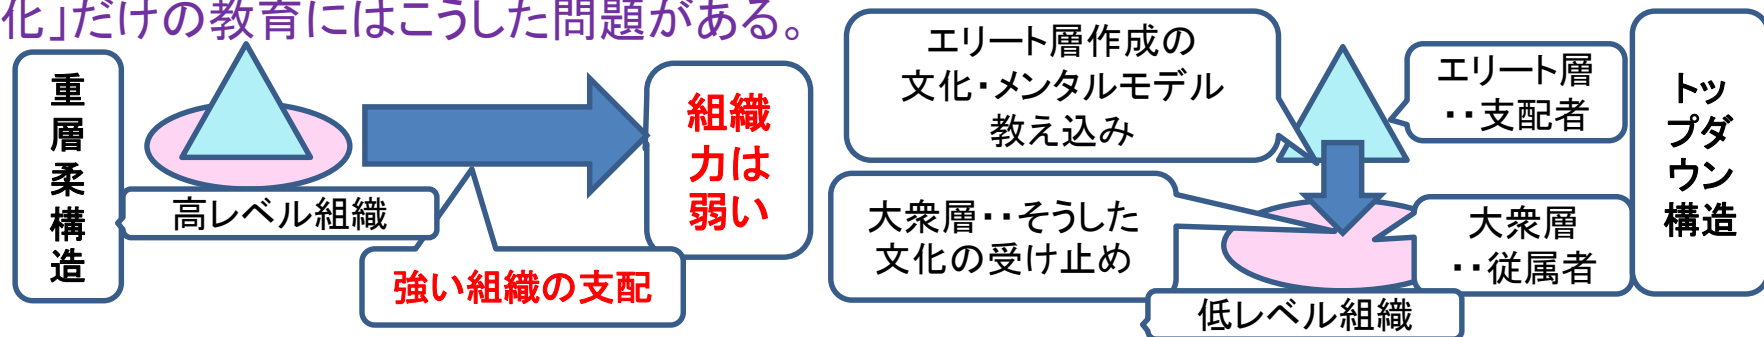 化」だけの教育にはこうした問題がある。
重
層
柔
構
造
高レベル組織
強い組織の支配
組織
力は
弱い
エリート層作成の
文化・メンタルモデル
教え込み
エリート層
・・支配者
大衆層・・そうした
文化の受け止め
大衆層
・・従属者
低レベル組織
トッ
プダ
ウン
構造